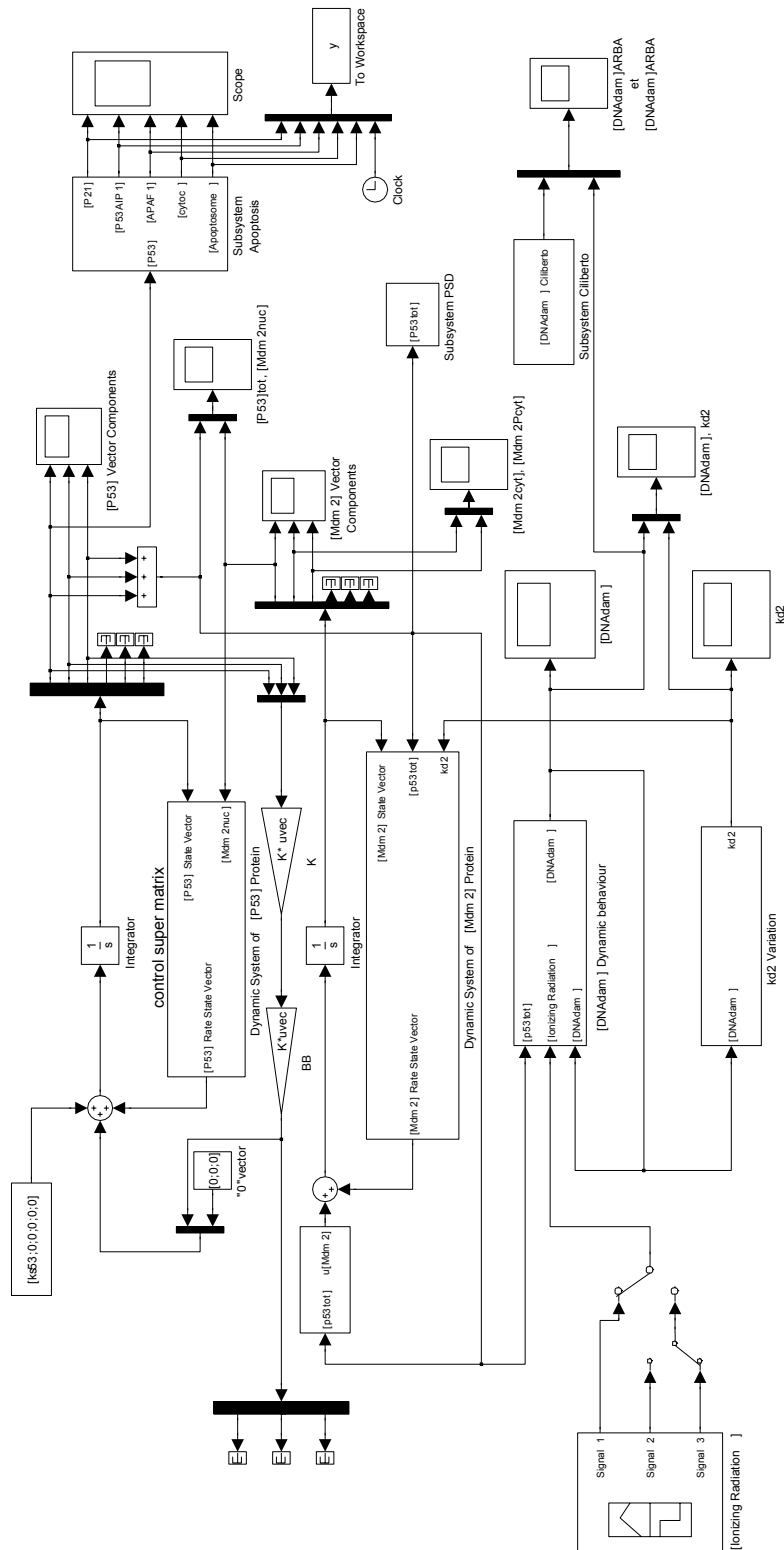 [ks53;0;0;0;0;0]
1
s
Integrator
control super matrix
[P53] Rate State Vector
[P53] State Vector
[Mdm 2nuc ]
Dynamic System of [P53] Protein
[0;0;0]
"0"vector
K*uvec
BB
K* uvec
K
[P53] Vector Components
[P53]
[P21]
[P53 AIP 1]
[APAF 1]
[cytoc ]
[Apoptosome ]
Subsystem
Apoptosis
Scope
y
To Workspace
Clock
[P53]tot, [Mdm 2nuc ]
[Mdm 2] Vector
Components
[Mdm 2cyt], [Mdm 2Pcyt]
[P53tot]
Subsystem PSD
[p53tot]
u[Mdm 2]
1
s
Integrator
[Mdm 2] Rate State Vector
[Mdm 2] State Vector
[p53tot]
kd2
Dynamic System of [Mdm 2] Protein
[p53tot]
[Ionizing Radiation ]
[DNAdam ]
[DNAdam ]
[DNAdam ] Dynamic behaviour
[DNAdam ]
[DNAdam ]
kd2
kd2 Variation
kd2
[DNAdam ], kd2
[DNAdam ] Ciliberto
Subsystem Ciliberto
[DNAdam ]ARBA
et
[DNAdam ]ARBA
Signal 1
Signal 2
Signal 3
[Ionizing Radiation ]
+
+
+
+
+
+
+
+